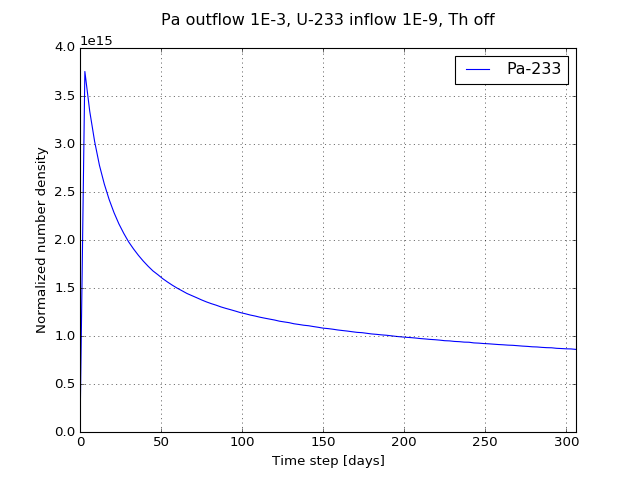 Pa outflow 1E-3, U-233 inflow 1E-9, Th off
1e15
4.0
3.5
3.0
2.5
2.0
1.5
1.0
0.5
0.0
Normalized number density
Pa-233
0 50 100 150 200 250 300
Time step [days]